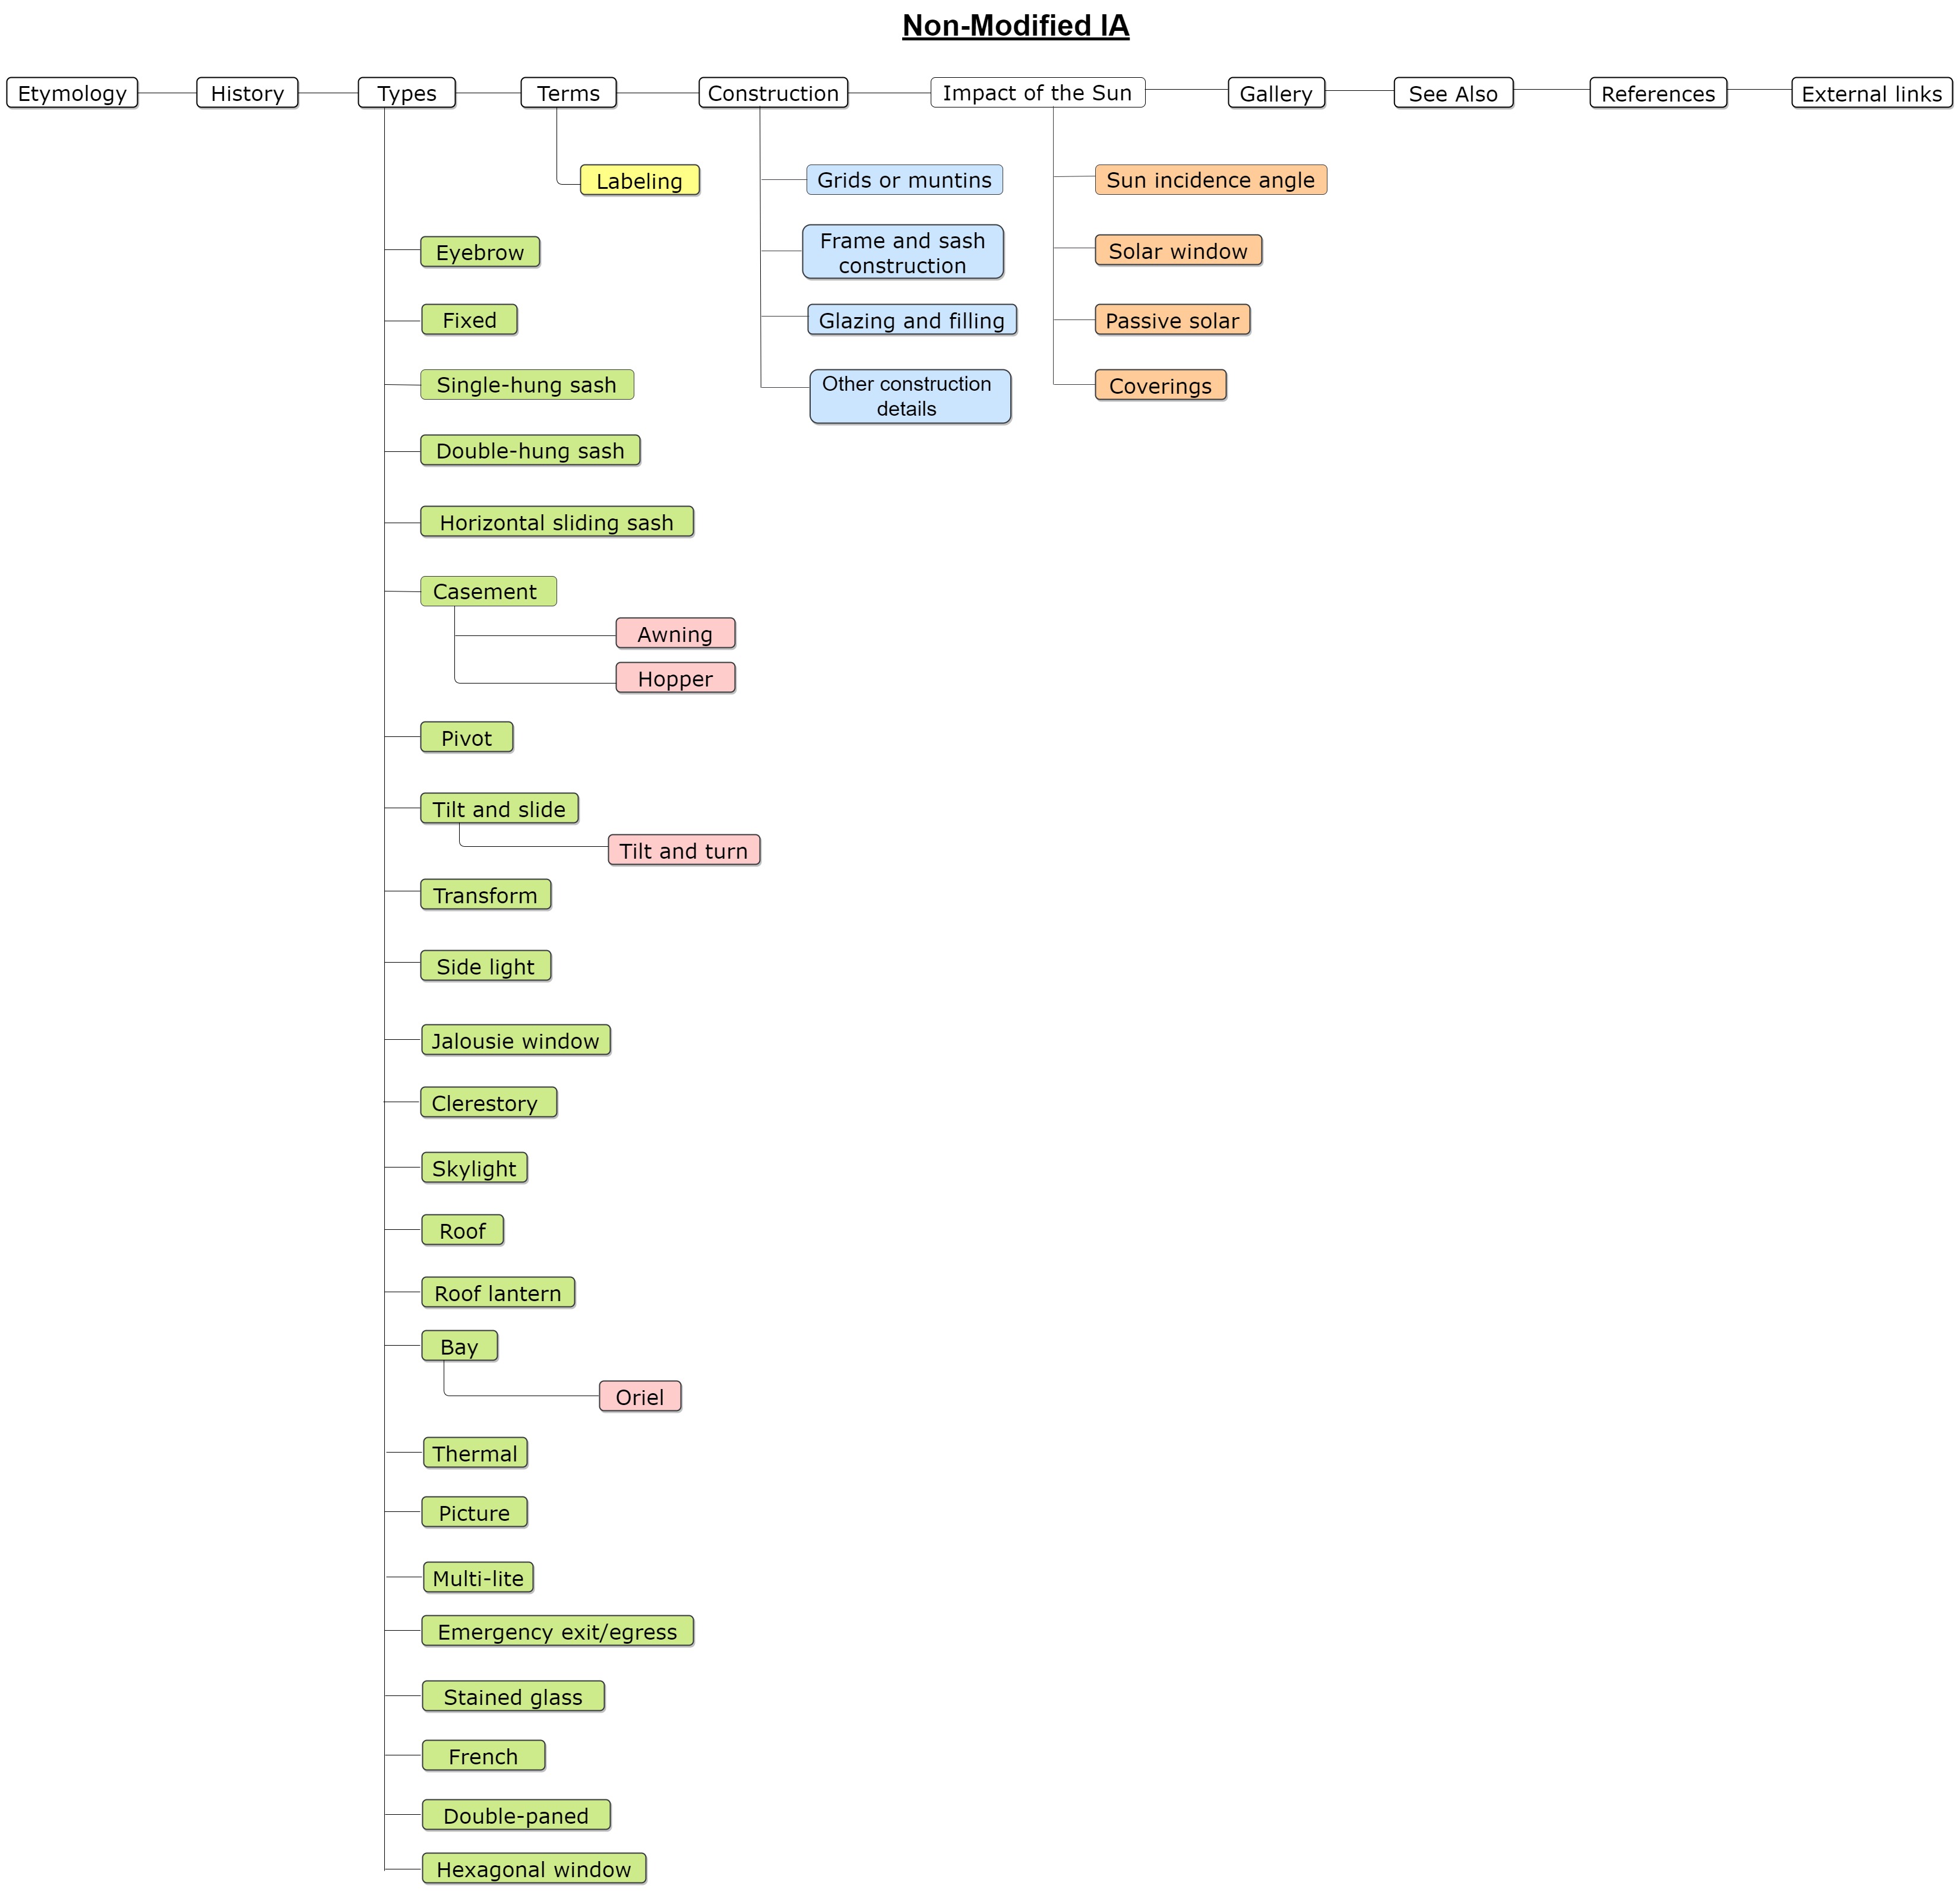 Non-Modified IA
Etymology
History
Types
Terms
Construction
Impact of the Sun
Gallery
See Also
References
External links
Labeling
Grids or muntins
Frame and sash
construction
Glazing and filling
Other construction
details
Sun incidence angle
Solar window
Passive solar
Coverings
Eyebrow
Fixed
Single-hung sash
Double-hung sash
Horizontal sliding sash
Casement
Awning
Hopper
Pivot
Tilt and slide
Tilt and turn
Transform
Side light
Jalousie window
Clerestory
Skylight
Roof
Roof lantern
Bay
Oriel
Thermal
Picture
Multi-lite
Emergency exit/egress
Stained glass
French
Double-paned
Hexagonal window